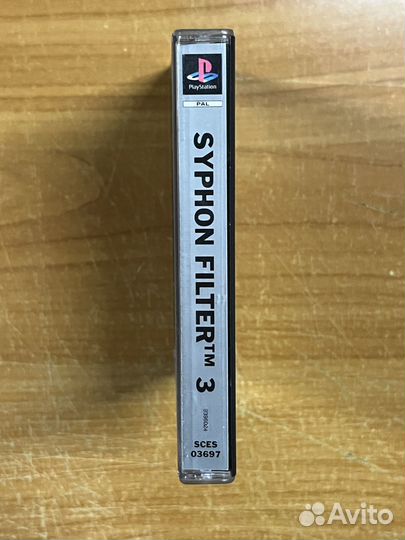 PlayStation
PAL
SYPHON FILTER™ 3
SCES
03697
Avito